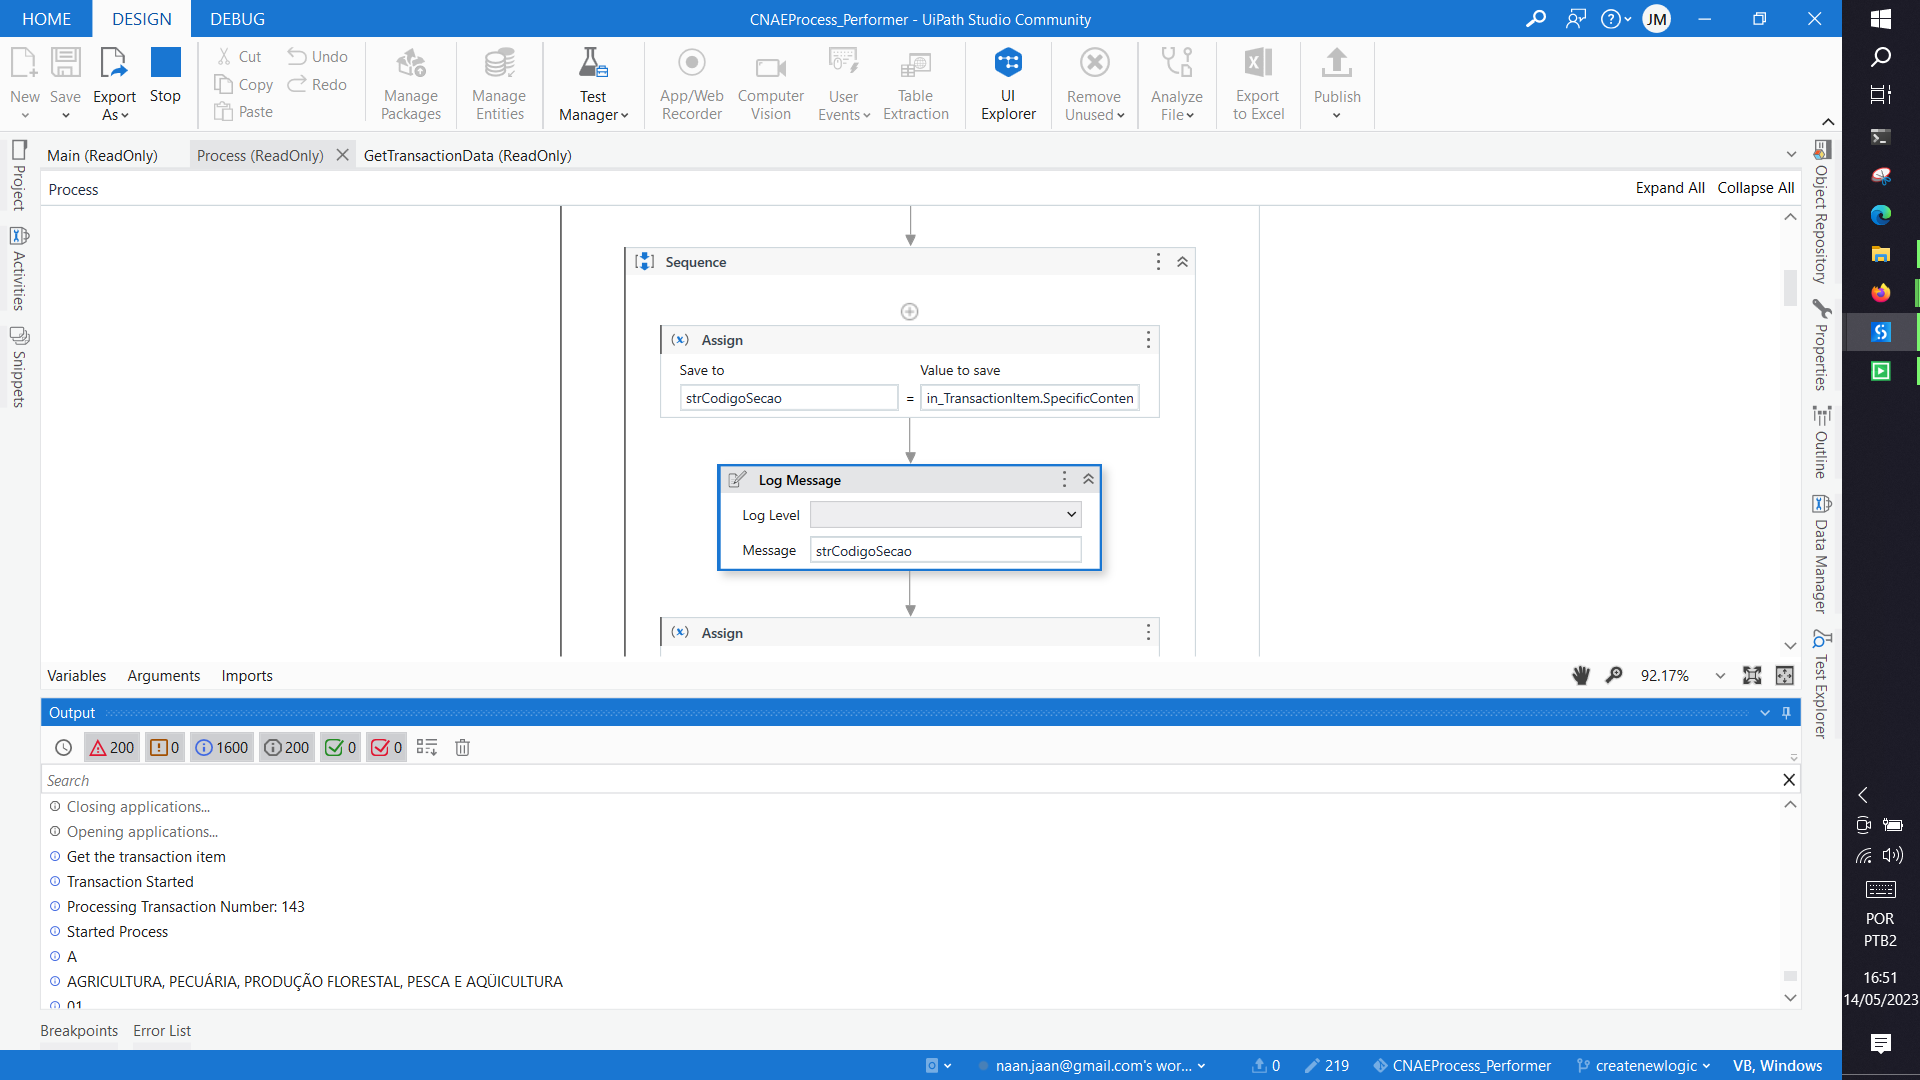 HOME DESIGN DEBUG
CNAEProcess_Performer - UiPath Studio Community
JM
New
Save
Export As
Stop
Cut
Copy
Paste
Undo
Redo
Manage Packages
Manage Entities
Test Manager
App/Web Recorder
Computer Vision
User Events
Table Extraction
UI Explorer
Remove Unused
Analyze File
Export to Excel
Publish
Main (ReadOnly)
Process (ReadOnly)
GetTransactionData (ReadOnly)
Process
Expand All Collapse All
Project
Activities
Snippets
Sequence
(x) Assign
Save to
Value to save
strCodigoSecao = in_TransactionItem.SpecificConten
Log Message
Log Level
Message strCodigoSecao
(x) Assign
Object Repository
Properties
Outline
Data Manager
Test Explorer
Variables Arguments Imports
92.17%
Output
200 0 1600 200 0 0
Search
Closing applications...
Opening applications...
Get the transaction item
Transaction Started
Processing Transaction Number: 143
Started Process
A
AGRICULTURA, PECUÁRIA, PRODUÇÃO FLORESTAL, PESCA E AQÜICULTURA
01
Breakpoints Error List
naan.jaan@gmail.com's wor...
0
219
CNAEProcess_Performer
createnewlogic
VB, Windows
POR
PTB2
16:51
14/05/2023